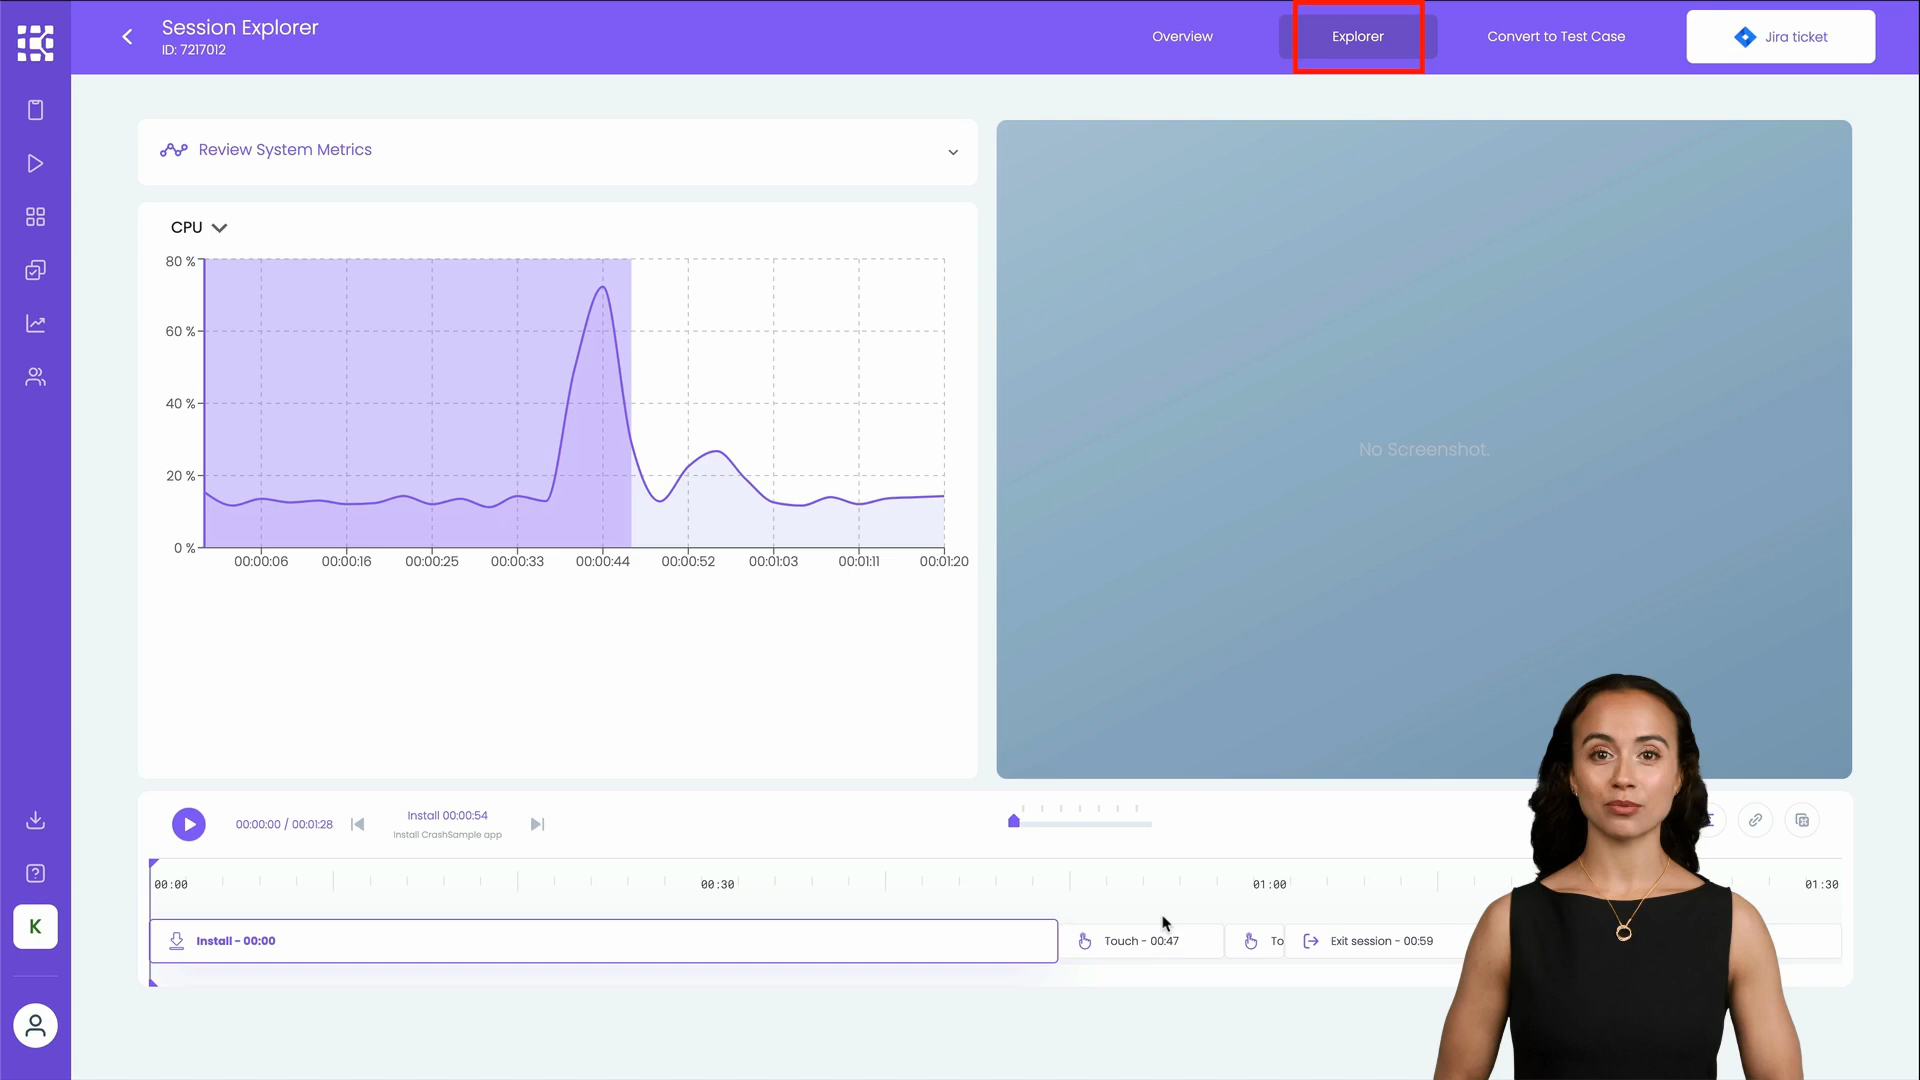 Session Explorer
ID: 7217012
Overview
Explorer
Convert to Test Case
Jira ticket
Review System Metrics
CPU
80 %
60 %
40 %
20 %
0 %
00:00:06
00:00:16
00:00:25
00:00:33
00:00:44
00:00:52
00:01:03
00:01:11
00:01:20
No Screenshot.
00:00:00 / 00:01:28
Install 00:00:54
Install CrashSample app
00:00
00:30
01:00
01:30
Install - 00:00
Touch - 00:47
To
Exit session - 00:59
K